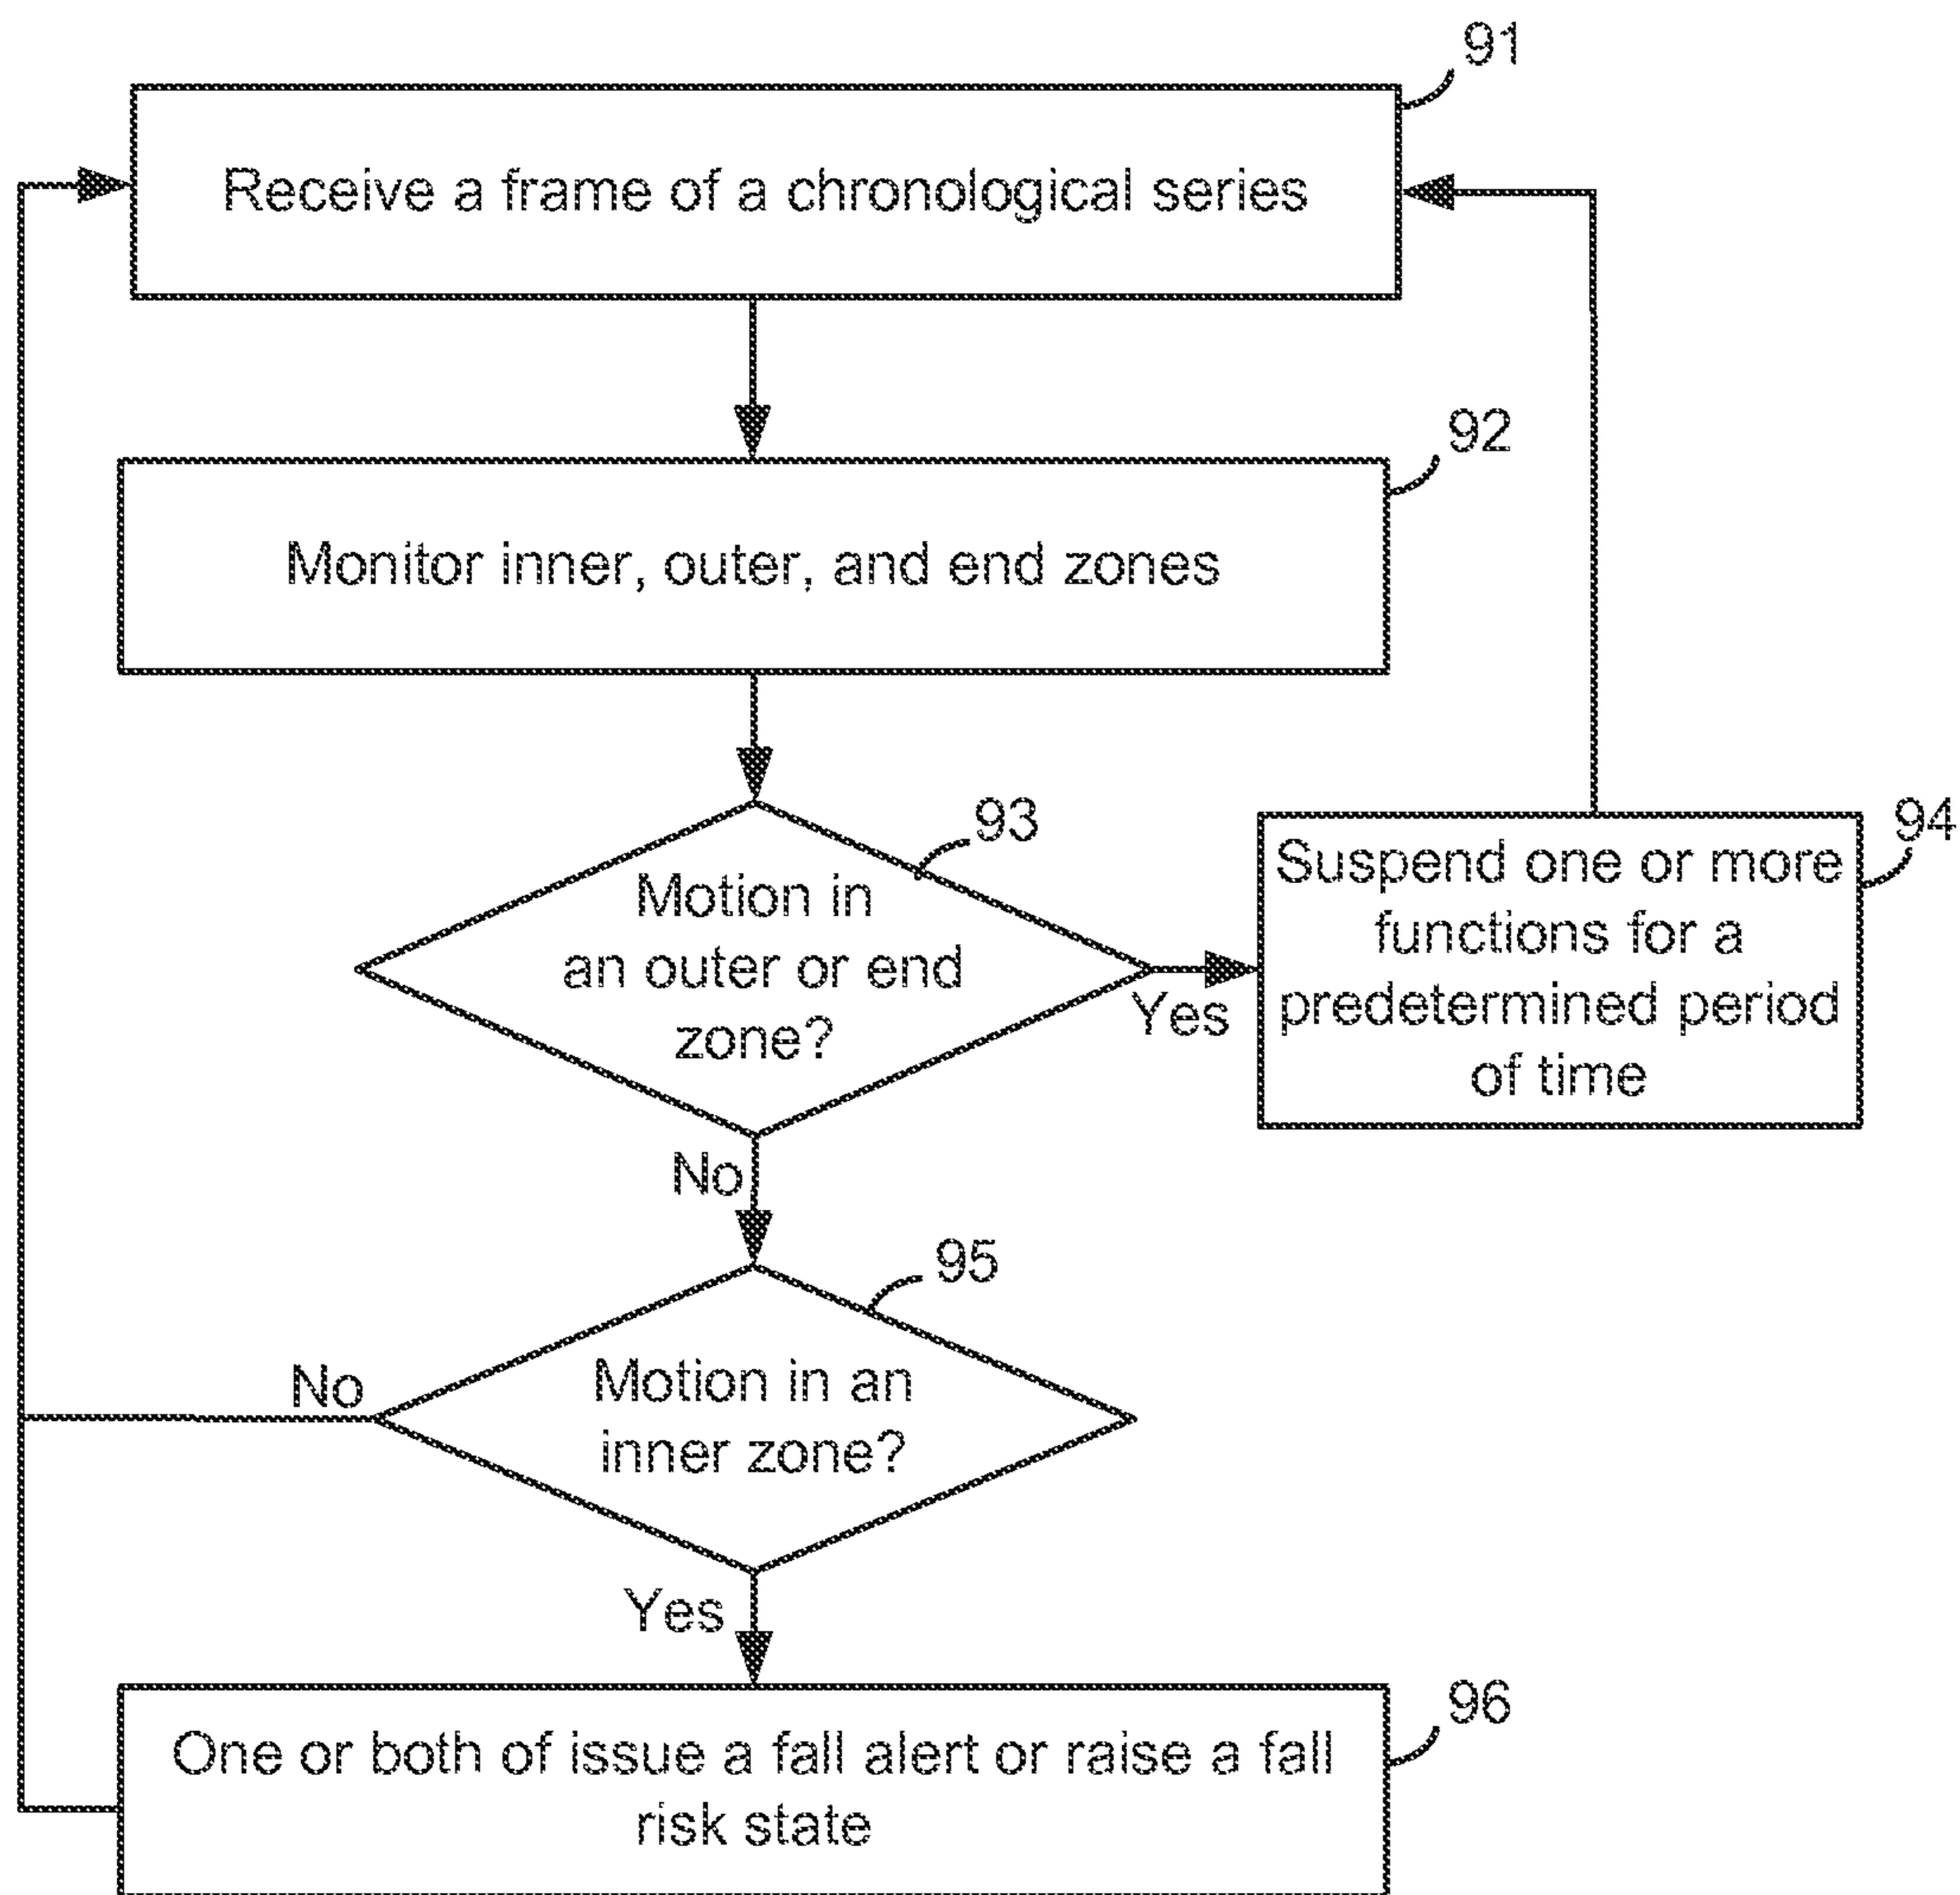 91
Receive a frame of a chronological series
92
Monitor inner, outer, and end zones
93
Motion in
an outer or end
zone?
Yes
94
Suspend one or more
functions for a
predetermined period
of time
No
95
Motion in an
inner zone?
No
Yes
96
One or both of issue a fall alert or raise a fall
risk state